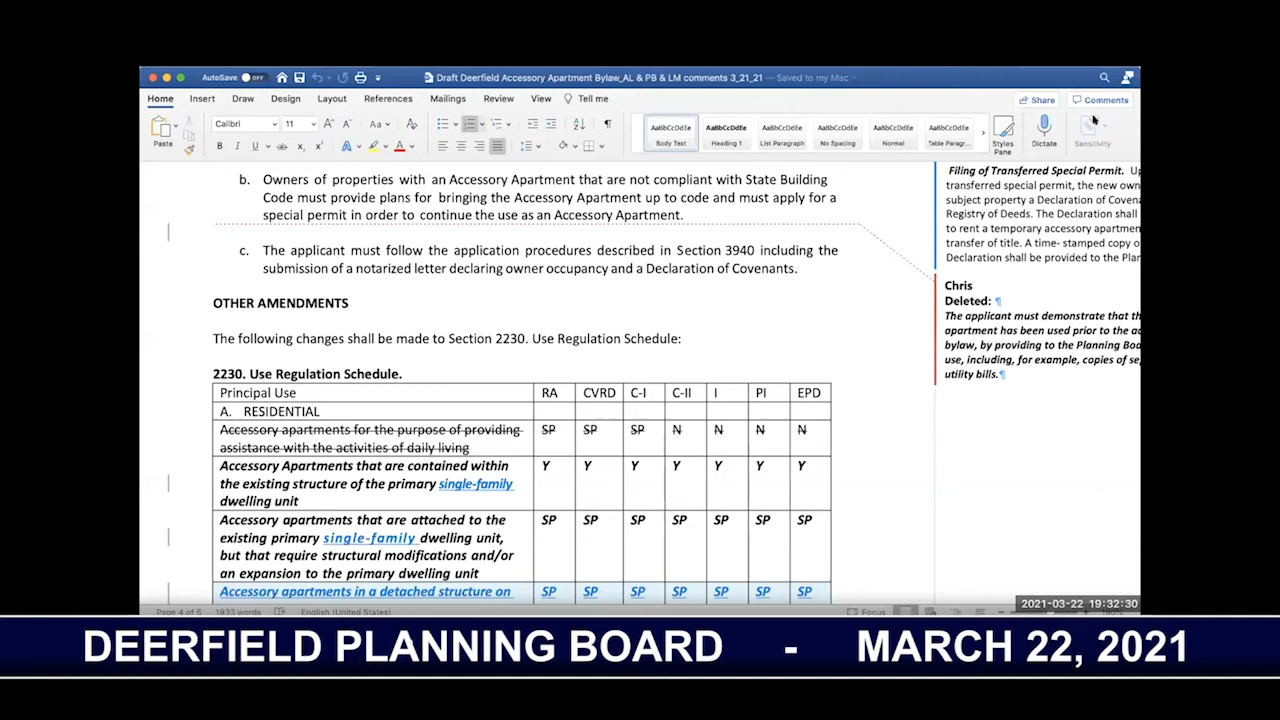 AutoSave OFF
Draft Deerfield Accessory Apartment Bylaw_AL & PB & LM comments 3_21_21 — Saved to my Mac
Home Insert Draw Design Layout References Mailings Review View Tell me
Share Comments
Paste
Calibri 11
AaBbCcDdEe AaBbCcDdEe AaBbCcDdEe AaBbCcDdEe AaBbCcDdEe AaBbCcDdEe
Body Text Heading 1 List Paragraph No Spacing Normal Table Paragr...
Styles Pane Dictate Sensitivity
b. Owners of properties with an Accessory Apartment that are not compliant with State Building
Code must provide plans for bringing the Accessory Apartment up to code and must apply for a
special permit in order to continue the use as an Accessory Apartment.
c. The applicant must follow the application procedures described in Section 3940 including the
submission of a notarized letter declaring owner occupancy and a Declaration of Covenants.
OTHER AMENDMENTS
The following changes shall be made to Section 2230. Use Regulation Schedule:
2230. Use Regulation Schedule.
Principal Use RA CVRD C-I C-II I PI EPD
A. RESIDENTIAL
Accessory apartments for the purpose of providing SP SP SP N N N N
assistance with the activities of daily living
Accessory Apartments that are contained within Y Y Y Y Y Y Y
the existing structure of the primary single-family
dwelling unit
Accessory apartments that are attached to the SP SP SP SP SP SP SP
existing primary single-family dwelling unit,
but that require structural modifications and/or
an expansion to the primary dwelling unit
Accessory apartments in a detached structure on SP SP SP SP SP SP SP
Filing of Transferred Special Permit. Up
transferred special permit, the new own
subject property a Declaration of Covena
Registry of Deeds. The Declaration shall
to rent a temporary accessory apartmen
transfer of title. A time- stamped copy o
Declaration shall be provided to the Plan
Chris
Deleted: ¶
The applicant must demonstrate that th
apartment has been used prior to the ad
bylaw, by providing to the Planning Boa
use, including, for example, copies of se
utility bills.¶
Page 4 of 5 1933 words English (United States) Focus
2021-03-22 19:32:30
DEERFIELD PLANNING BOARD - MARCH 22, 2021